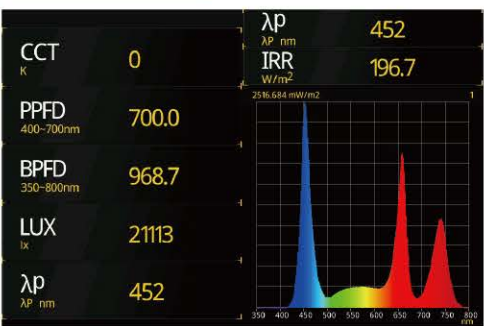 CCT
K
0
PPFD
400~700nm
700.0
BPFD
350~800nm
968.7
LUX
lx
21113
λp
λP nm
452
λp
λP nm
452
IRR
W/m2
196.7
2516.684 mW/m2
1
350 400 450 500 550 600 650 700 750 800
nm